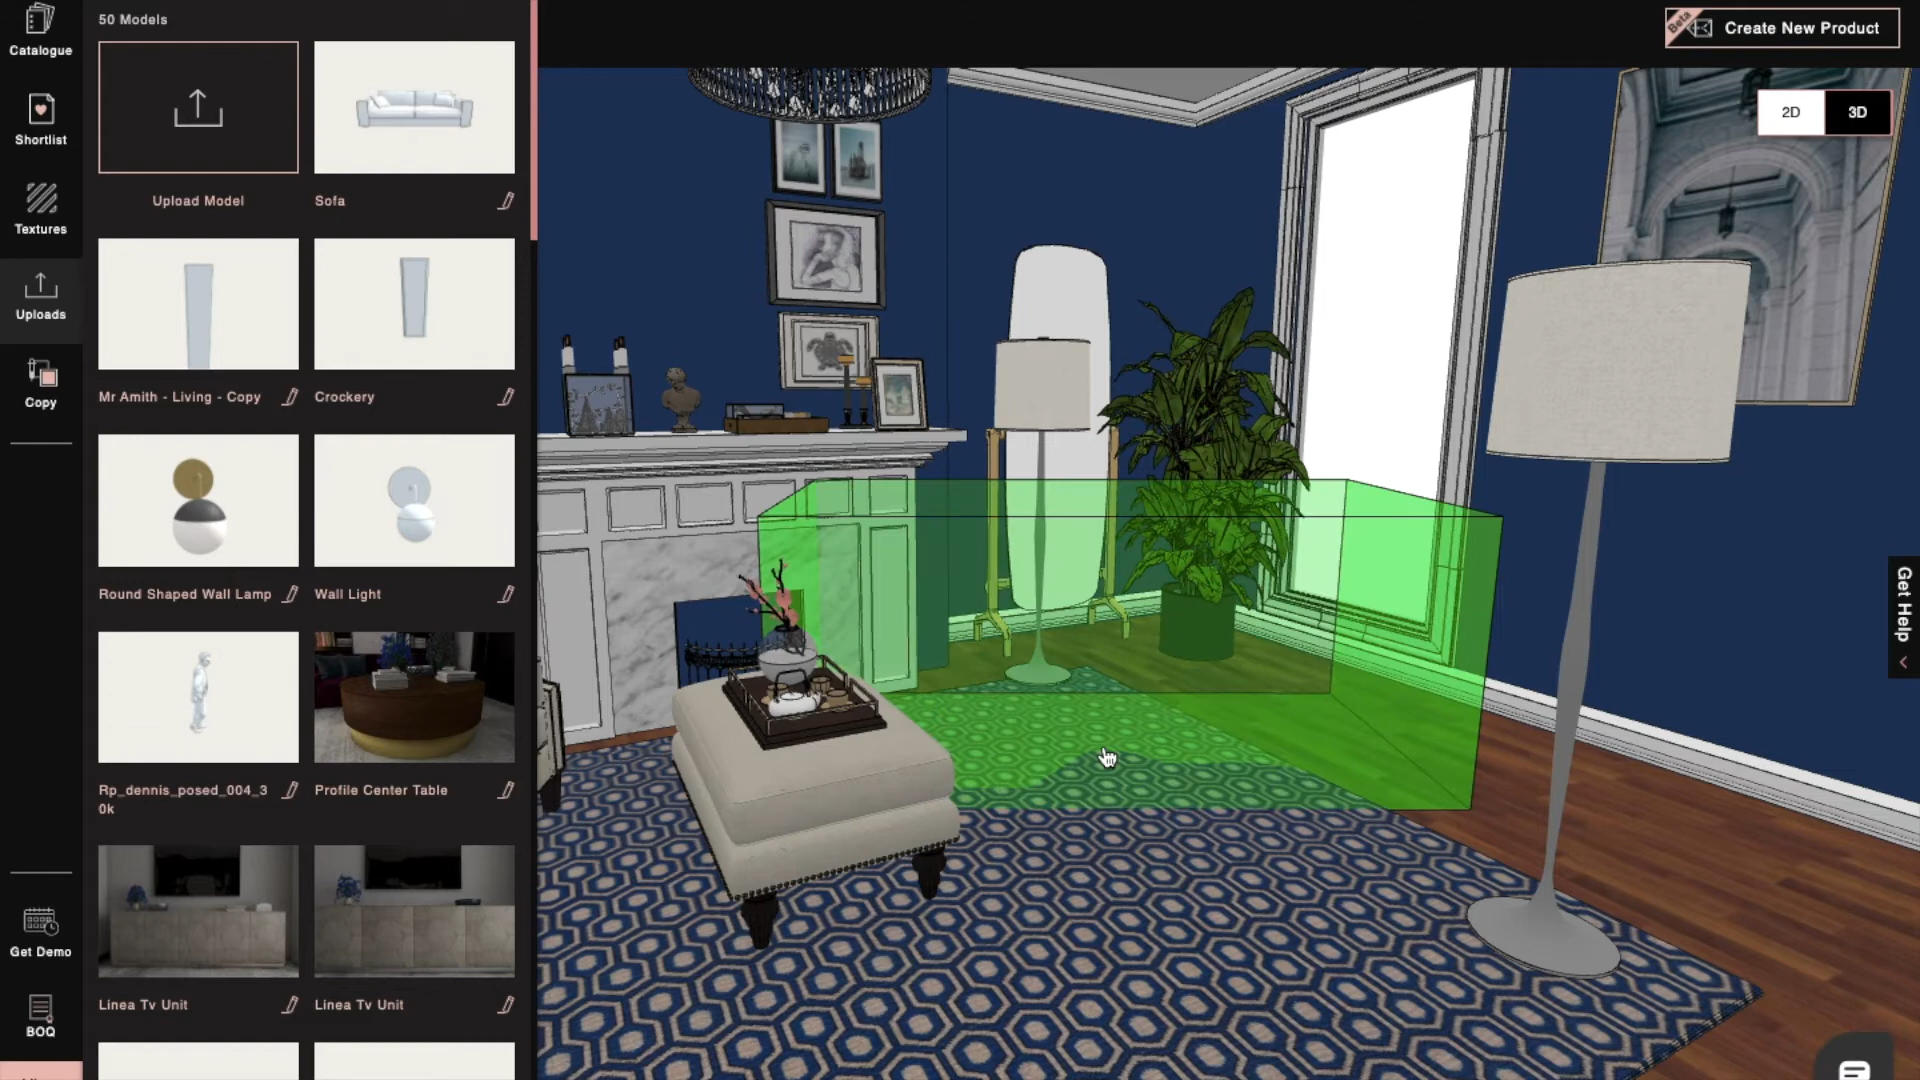 50 Models
Catalogue
Shortlist
Textures
Uploads
Copy
Get Demo
BOQ
Upload Model
Sofa
Mr Amith - Living - Copy
Crockery
Round Shaped Wall Lamp
Wall Light
Rp_dennis_posed_004_3
0k
Profile Center Table
Linea Tv Unit
Linea Tv Unit
Beta
Create New Product
2D
3D
Get Help